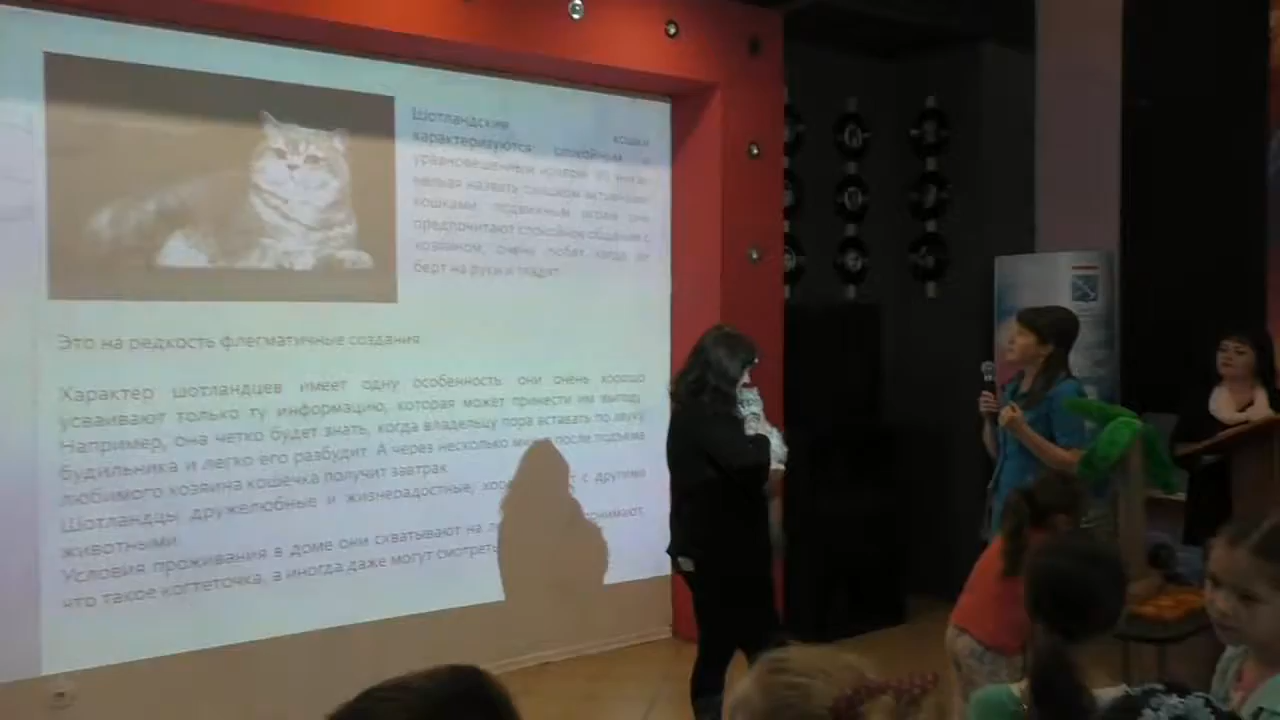 Шотландские кошки
характеризуются спокойным и
уравновешенным нравом. Их никак
нельзя назвать слишком активными
кошками, подвижным играм они
предпочитают спокойное общение с
хозяином, очень любят когда их
берт на руки и гладят
Это на редкость флегматичные создания
Характер шотландцев имеет одну особенность: они очень хорошо
усваивают только ту информацию, которая может принести им выгоду.
Например, она четко будет знать, когда владельцу пора вставать по звуку
будильника и легко его разбудит. А через несколько минут после подъема
любимого хозяина кошечка получит завтрак
Шотландцы дружелюбные и жизнерадостные, с другими
животными.
Условия проживания в доме они схватывают на понимают,
что такое когтеточка, а иногда даже могут смотреть